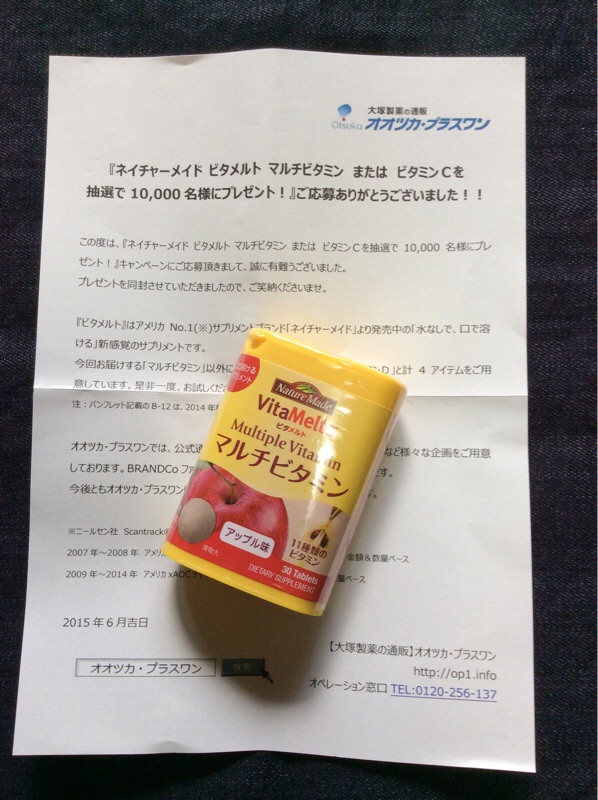 大塚製薬の通販
Otsuka オオツカ・プラスワン
『ネイチャーメイド ビタメルト マルチビタミン または ビタミンCを
抽選で 10,000 名様にプレゼント！』ご応募ありがとうございました！！
この度は、『ネイチャーメイド ビタメルト マルチビタミン または ビタミンCを抽選で 10,000 名様にプレ
ゼント！』キャンペーンにご応募頂きまして、誠に有難うございました。
プレゼントを同封させていただきましたので、ご笑納くださいませ。
『ビタメルト』はアメリカ No.1(※)サプリメントブランド「ネイチャーメイド」より発売中の「水なしで、口で溶
ける」新感覚のサプリメントです。
今回お届けする「マルチビタミン」以外に D」と計 4 アイテムをご用
意しています。是非一度、お試しくだ
注：パンフレット記載の B-12 は、2014年
オオツカ・プラスワンでは、公式通 など様々な企画をご用意
しております。BRANDCo ファ です。
今後ともオオツカ・プラスワン
※ニールセン社 Scantrack
2007 年～2008 年 アメリ 金額＆数量ベース
2009 年～2014 年 アメリカ xAOC 量ベース
2015 年 6 月吉日
オオツカ・プラスワン 検索
【大塚製薬の通販】オオツカ・プラスワン
http://op1.info
オペレーション窓口 TEL:0120-256-137
Nature Made
VitaMelt
ビタメルト
Multiple Vitamin
マルチビタミン
アップル味
11種類の
ビタミン
実物大
30 Tablets
DIETARY SUPPLEMENT